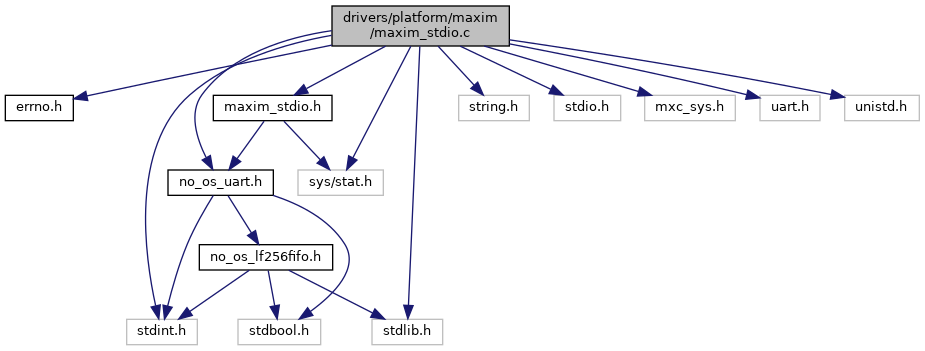 drivers/platform/maxim
/maxim_stdio.c
errno.h
maxim_stdio.h
string.h
stdio.h
mxc_sys.h
uart.h
unistd.h
no_os_uart.h
sys/stat.h
no_os_lf256fifo.h
stdint.h
stdbool.h
stdlib.h